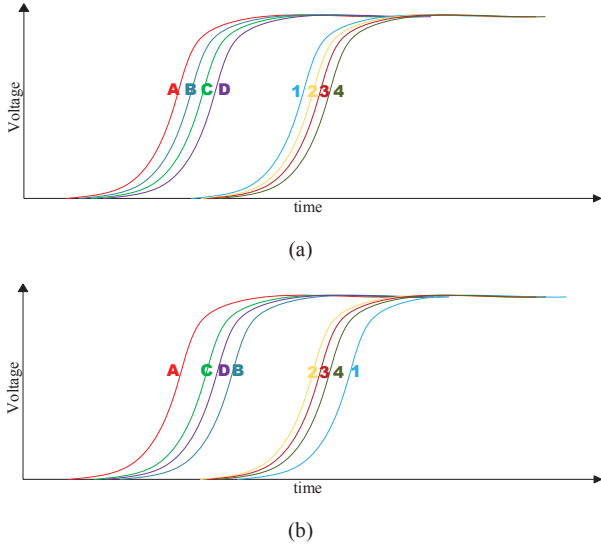 Voltage
A B C D 1 2 3 4
time
(a)
Voltage
A C D B 2 3 4 1
time
(b)